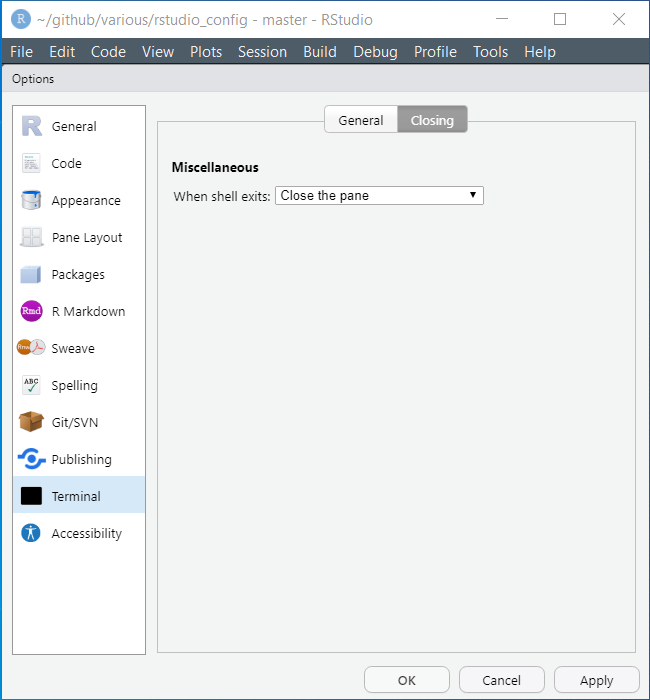 R ~/github/various/rstudio_config - master - RStudio
File Edit Code View Plots Session Build Debug Profile Tools Help
Options
General Closing
R General
Code
Appearance
Pane Layout
Packages
Rmd R Markdown
Sweave
ABC Spelling
Git/SVN
Publishing
Terminal
Accessibility
Miscellaneous
When shell exits: Close the pane
OK Cancel Apply